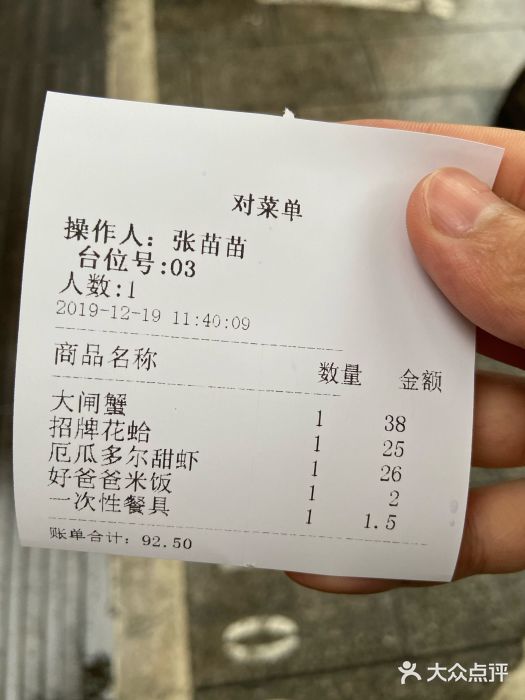 对菜单
操作人: 张苗苗
台位号:03
人数:1
2019-12-19 11:40:09
商品名称 数量 金额
大闸蟹 1 38
招牌花蛤 1 25
厄瓜多尔甜虾 1 26
好爸爸米饭 1 2
一次性餐具 1 1.5
账单合计: 92.50
大众点评